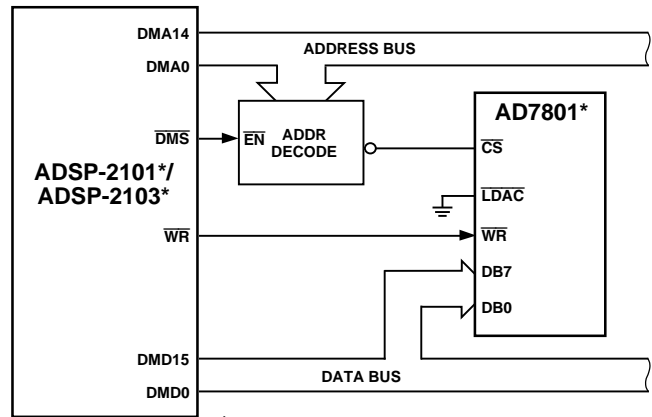 DMA14
ADDRESS BUS
DMA0
AD7801*
DMS
EN
ADDR
DECODE
CS
ADSP-2101*/
ADSP-2103*
LDAC
WR
WR
DB7
DB0
DMD15
DATA BUS
DMD0